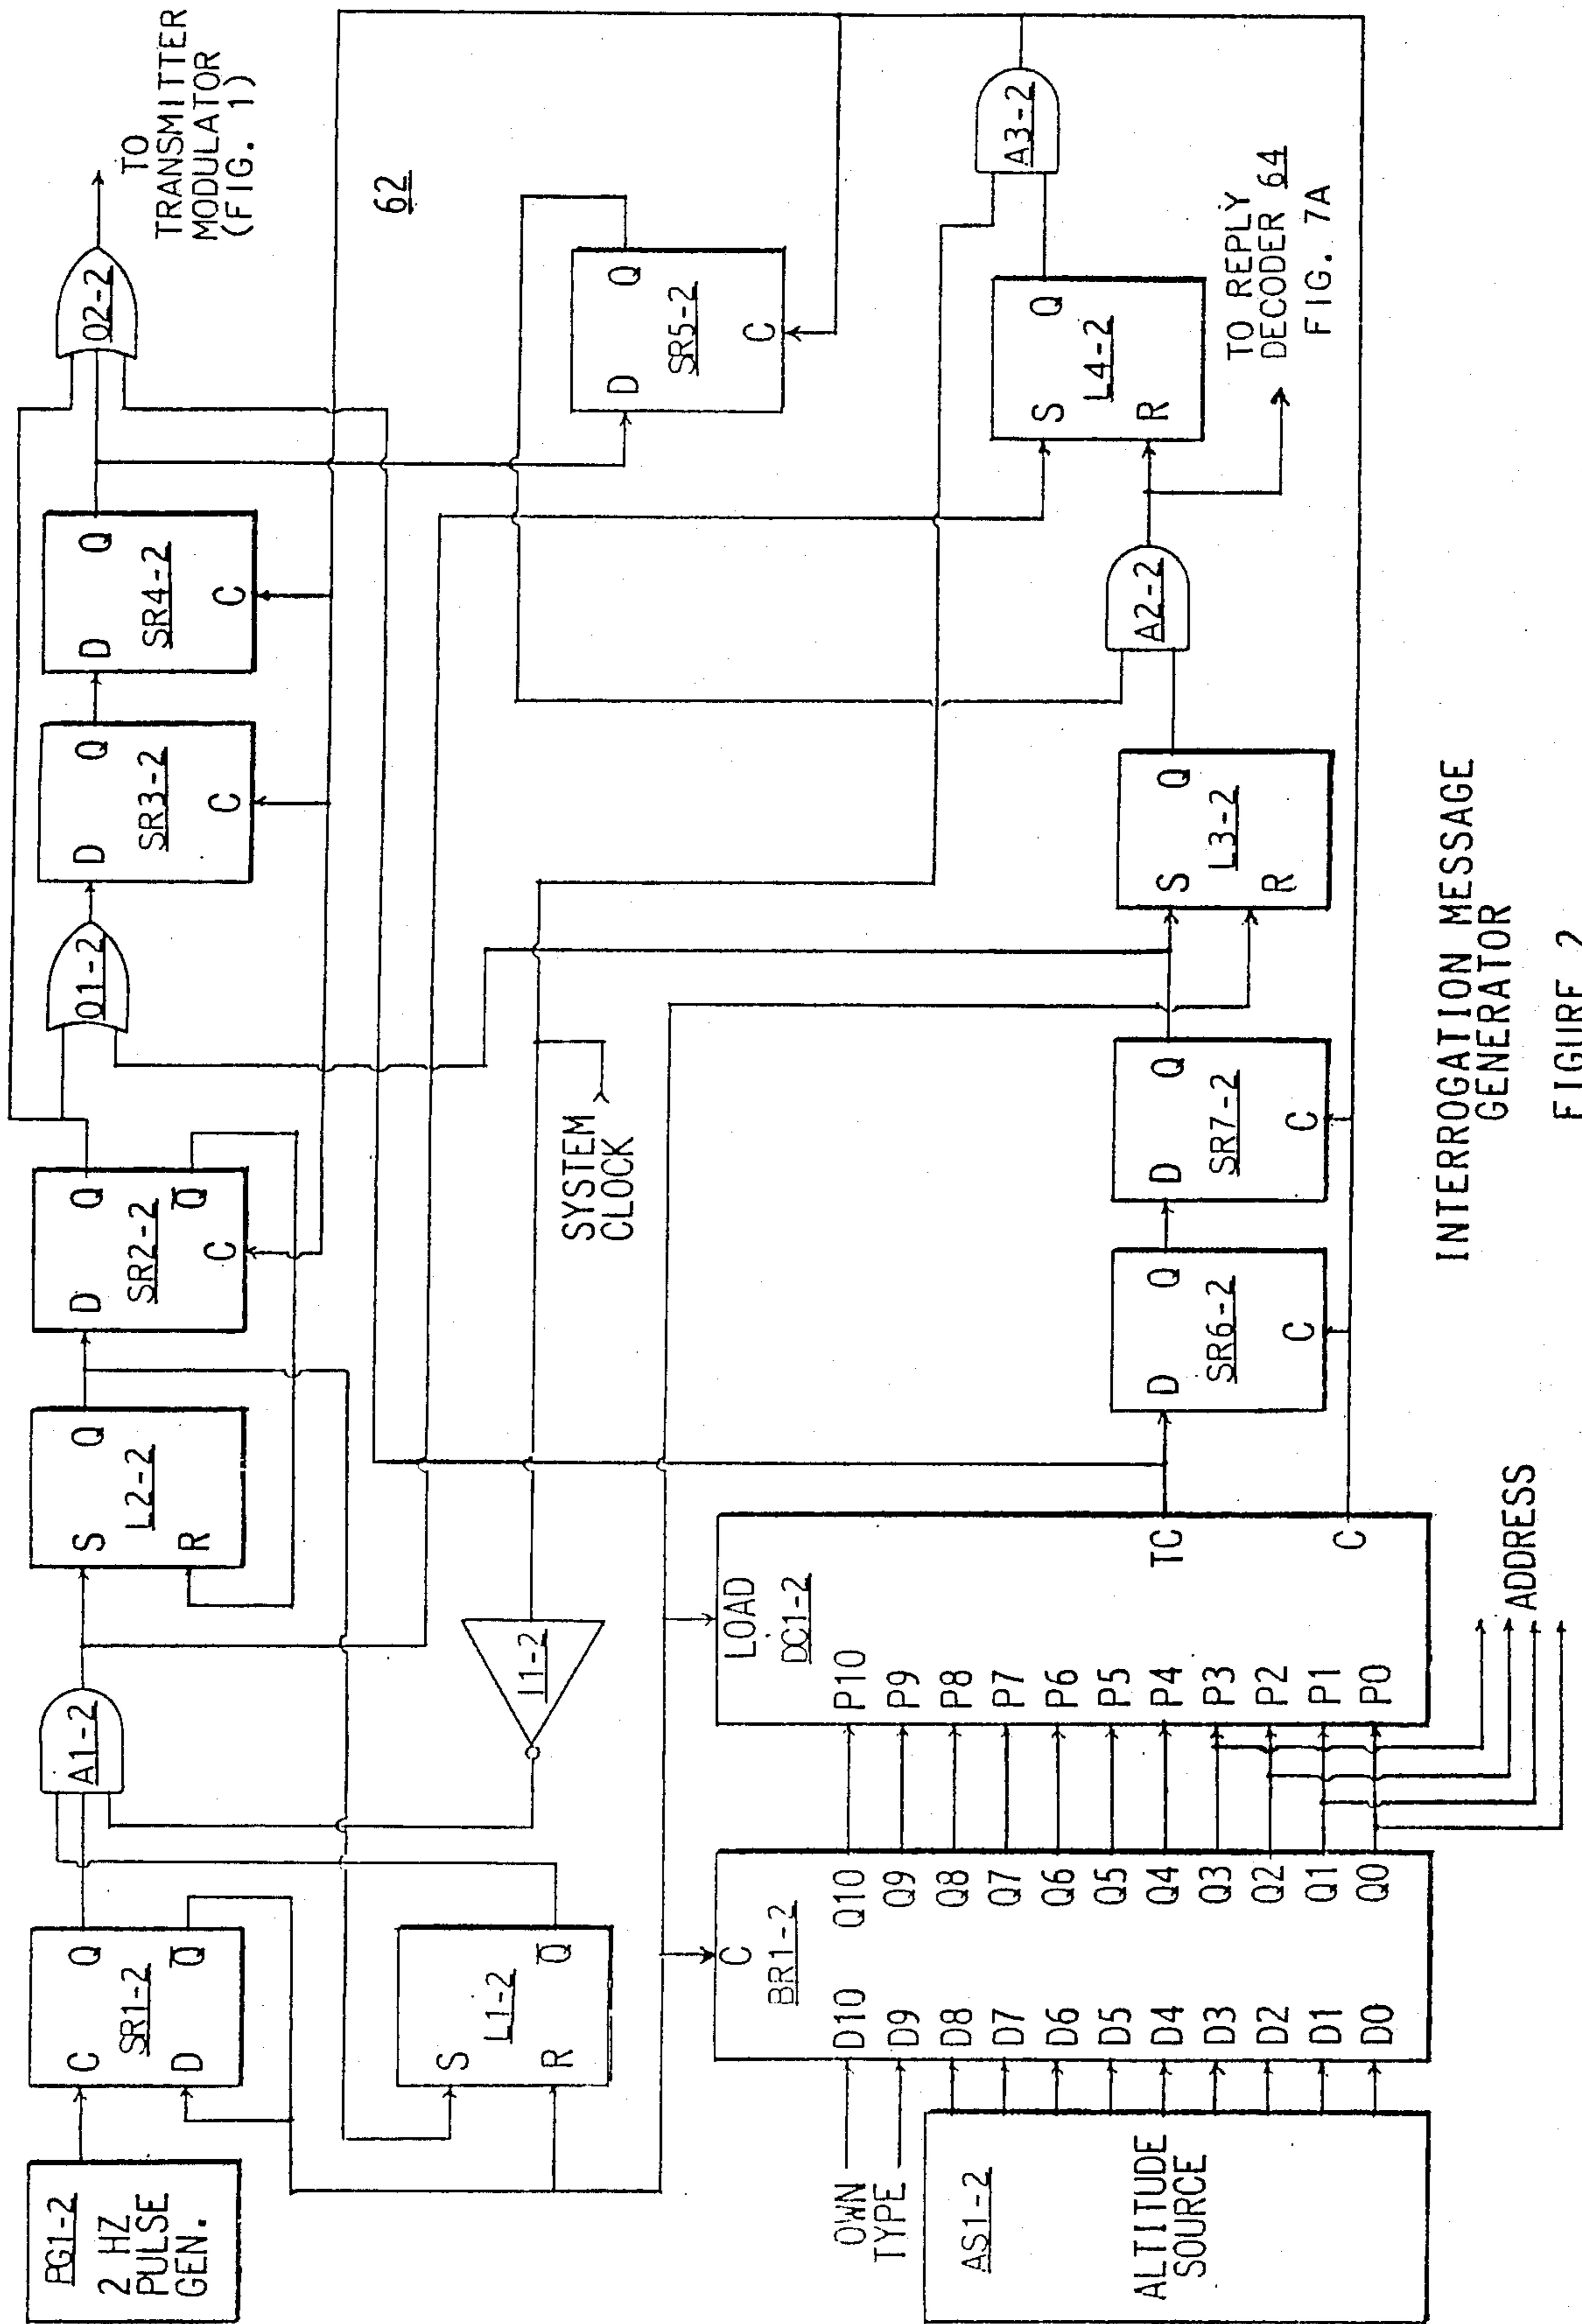 PG1-2
2 HZ
PULSE
GEN.
C
Q
SR1-2
D
Q̅
A1-2
S
Q
L2-2
R
D
Q
SR2-2
Q̅
C
O1-2
D
Q
SR3-2
C
D
Q
SR4-2
C
O2-2
TO
TRANSMITTER
MODULATOR
(FIG. 1)
62
S
L1-2
R
Q̅
I1-2
SYSTEM
CLOCK
D
Q
SR5-2
C
OWN
TYPE
AS1-2
ALTITUDE
SOURCE
C
BR1-2
D10 Q10
D9 Q9
D8 Q8
D7 Q7
D6 Q6
D5 Q5
D4 Q4
D3 Q3
D2 Q2
D1 Q1
D0 Q0
LOAD
DC1-2
P10
P9
P8
P7
P6
P5
P4
P3
P2
P1
P0
TC
C
ADDRESS
D
Q
SR6-2
C
D
Q
SR7-2
C
S
Q
L3-2
R
A2-2
S
Q
L4-2
R
A3-2
TO REPLY
DECODER 64
FIG. 7A
INTERROGATION MESSAGE
GENERATOR
FIGURE 2